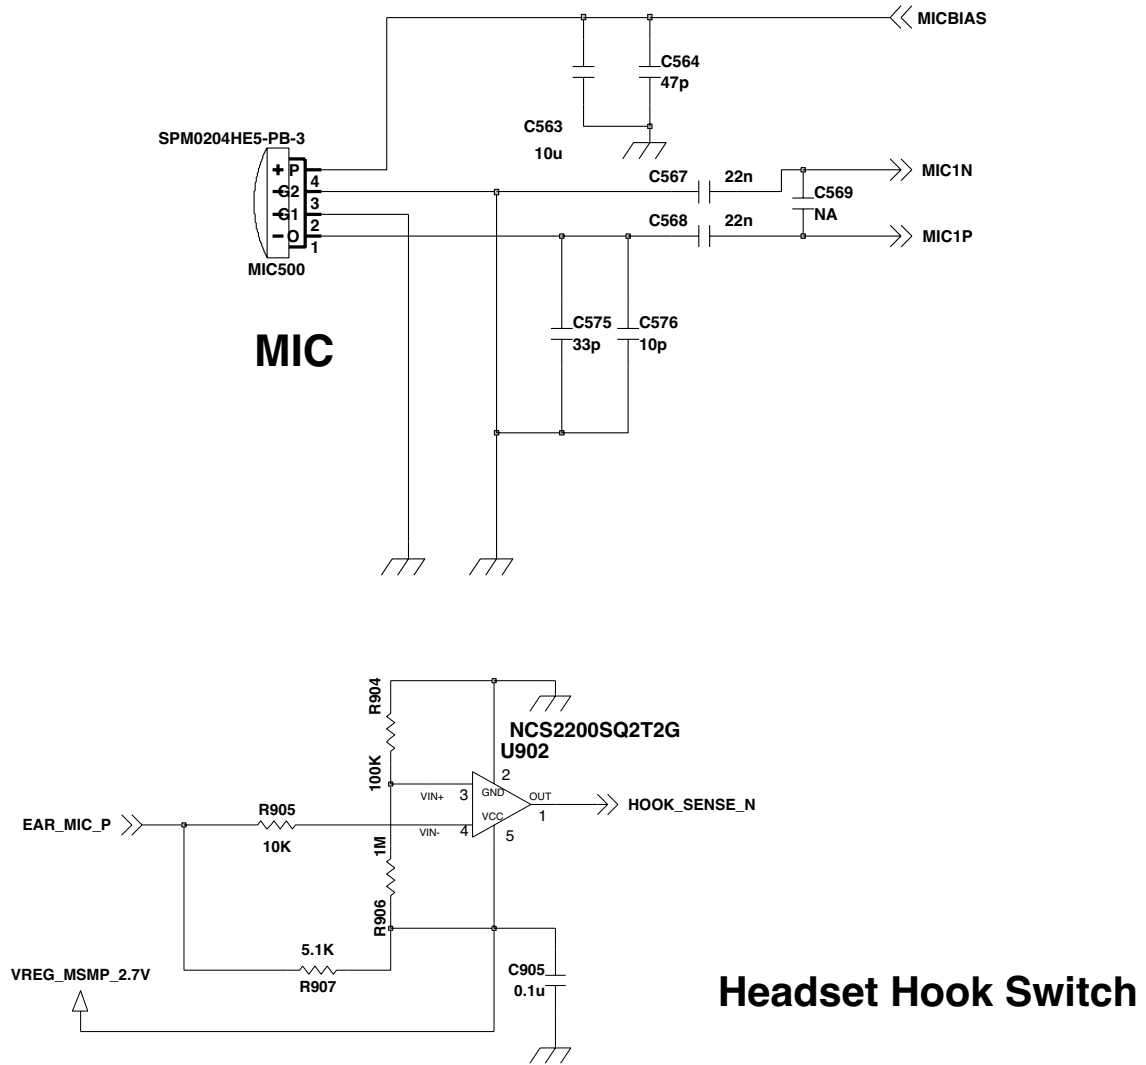 MICBIAS
C564
47p
C563
10u
SPM0204HE5-PB-3
+ P
4
-G2
3
-G1
2
- O
1
MIC500
C567 22n
MIC1N
C569
NA
C568 22n
MIC1P
C575
33p
C576
10p
MIC
R904
100K
NCS2200SQ2T2G
U902
2
GND
VIN+ 3
OUT
1
HOOK_SENSE_N
VCC
VIN- 4
5
R905
10K
EAR_MIC_P
1M
R906
5.1K
R907
VREG_MSMP_2.7V
C905
0.1u
Headset Hook Switch